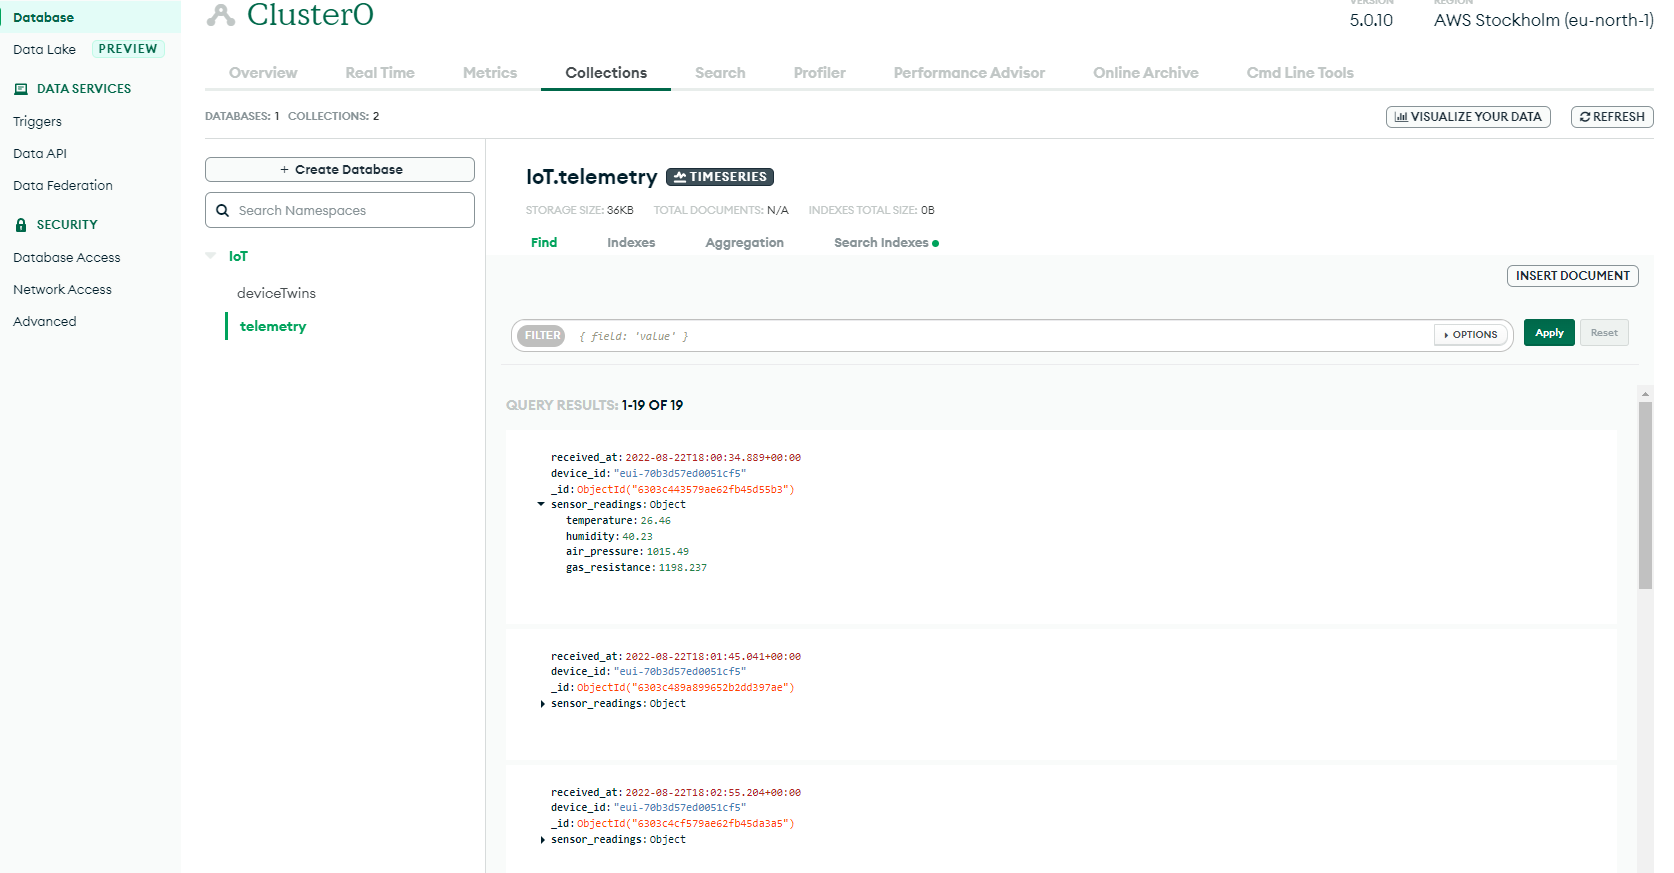 Database
Data Lake PREVIEW
DATA SERVICES
Triggers
Data API
Data Federation
SECURITY
Database Access
Network Access
Advanced
Cluster0
VERSION
5.0.10
REGION
AWS Stockholm (eu-north-1)
Overview Real Time Metrics Collections Search Profiler Performance Advisor Online Archive Cmd Line Tools
DATABASES: 1 COLLECTIONS: 2
VISUALIZE YOUR DATA REFRESH
+ Create Database
Search Namespaces
IoT
deviceTwins
telemetry
IoT.telemetry TIMESERIES
STORAGE SIZE: 36KB TOTAL DOCUMENTS: N/A INDEXES TOTAL SIZE: 0B
Find Indexes Aggregation Search Indexes
INSERT DOCUMENT
FILTER { field: 'value' } OPTIONS Apply Reset
QUERY RESULTS: 1-19 OF 19
received_at: 2022-08-22T18:00:34.889+00:00
device_id: "eui-70b3d57ed0051cf5"
_id: ObjectId("6303c443579ae62fb45d55b3")
sensor_readings: Object
temperature: 26.46
humidity: 40.23
air_pressure: 1015.49
gas_resistance: 1198.237
received_at: 2022-08-22T18:01:45.041+00:00
device_id: "eui-70b3d57ed0051cf5"
_id: ObjectId("6303c489a899652b2dd397ae")
sensor_readings: Object
received_at: 2022-08-22T18:02:55.204+00:00
device_id: "eui-70b3d57ed0051cf5"
_id: ObjectId("6303c4cf579ae62fb45da3a5")
sensor_readings: Object